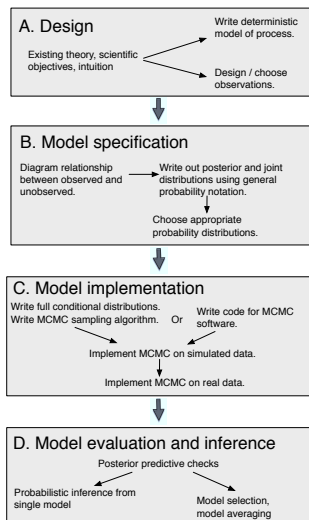 A. Design
Write deterministic
model of process.
Existing theory, scientific
objectives, intuition
Design / choose
observations.
B. Model specification
Diagram relationship
between observed and
unobserved.
Write out posterior and joint
distributions using general
probability notation.
Choose appropriate
probability distributions.
C. Model implementation
Write full conditional distributions.
Write MCMC sampling algorithm.
Or
Write code for MCMC
software.
Implement MCMC on simulated data.
Implement MCMC on real data.
D. Model evaluation and inference
Posterior predictive checks
Probabilistic inference from
single model
Model selection,
model averaging